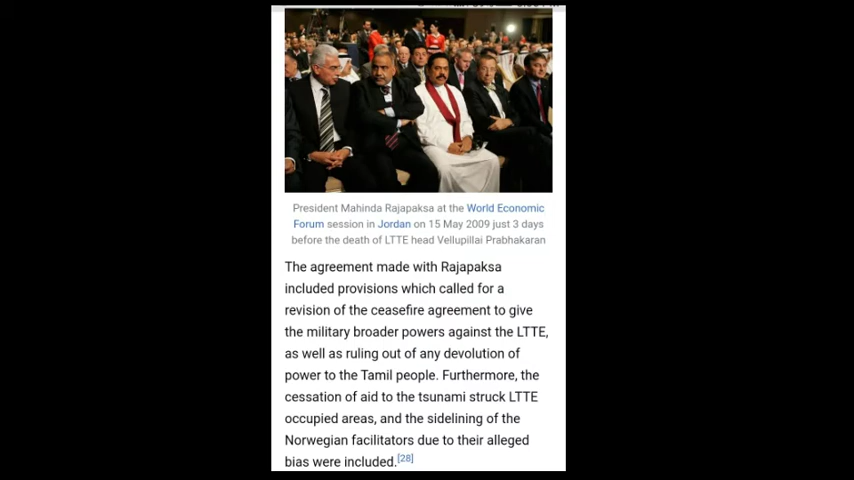 President Mahinda Rajapaksa at the World Economic
Forum session in Jordan on 15 May 2009 just 3 days
before the death of LTTE head Vellupillai Prabhakaran
The agreement made with Rajapaksa
included provisions which called for a
revision of the ceasefire agreement to give
the military broader powers against the LTTE,
as well as ruling out of any devolution of
power to the Tamil people. Furthermore, the
cessation of aid to the tsunami struck LTTE
occupied areas, and the sidelining of the
Norwegian facilitators due to their alleged
bias were included.[28]